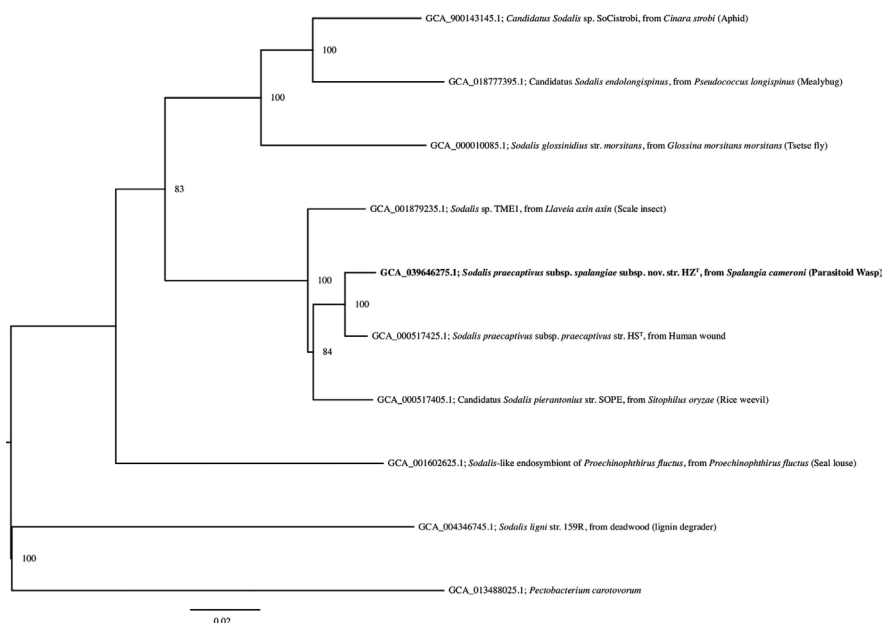 GCA_900143145.1; Candidatus Sodalis sp. SoCistrobi, from Cinara strobi (Aphid)
100
GCA_018777395.1; Candidatus Sodalis endolongispinus, from Pseudococcus longispinus (Mealybug)
100
GCA_000010085.1; Sodalis glossinidius str. morsitans, from Glossina morsitans morsitans (Tsetse fly)
83
GCA_001879235.1; Sodalis sp. TME1, from Llaveia axin axin (Scale insect)
GCA_039646275.1; Sodalis praecaptivus subsp. spalangiae subsp. nov. str. HZᵀ, from Spalangia cameroni (Parasitoid Wasp)
100
100
GCA_000517425.1; Sodalis praecaptivus subsp. praecaptivus str. HSᵀ, from Human wound
84
GCA_000517405.1; Candidatus Sodalis pierantonius str. SOPE, from Sitophilus oryzae (Rice weevil)
GCA_001602625.1; Sodalis-like endosymbiont of Proechinophthirus fluctus, from Proechinophthirus fluctus (Seal louse)
GCA_004346745.1; Sodalis ligni str. 159R, from deadwood (lignin degrader)
100
GCA_013488025.1; Pectobacterium carotovorum
0.02